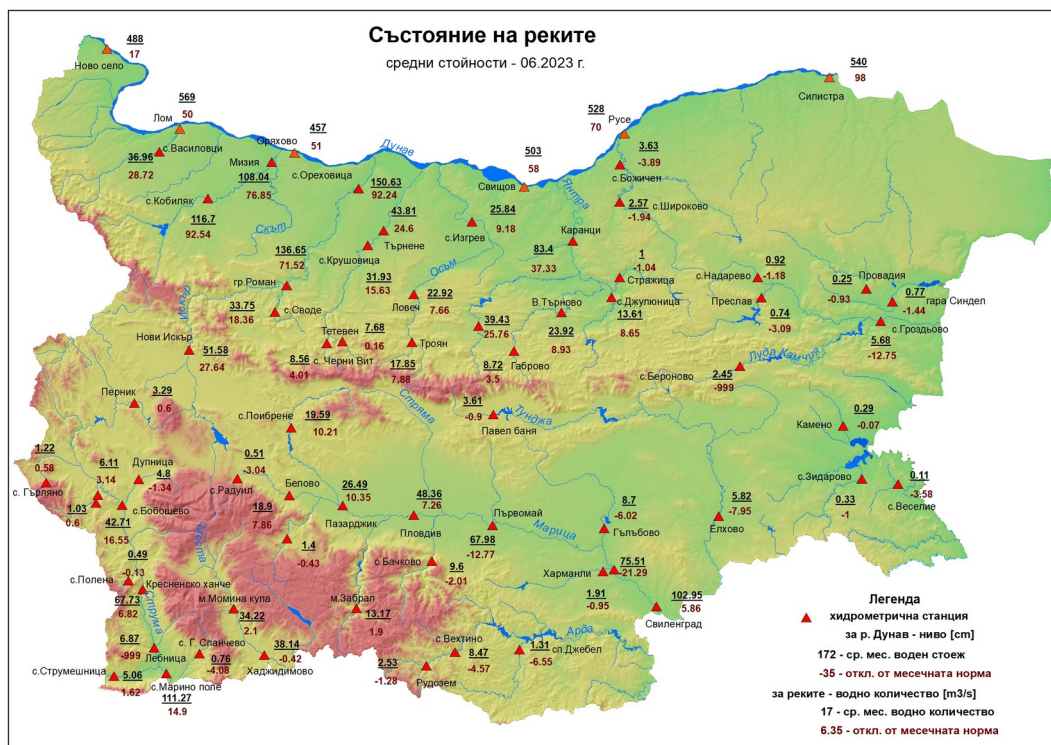 Състояние на реките
средни стойности - 06.2023 г.
488
17
Ново село
540
98
Силистра
569
50
Лом
528
70
Русе
457
51
Оряхово
Дунав
503
58
Свищов
с.Василовци
36.96
28.72
Мизия
108.04
76.85
с.Ореховица
150.63
92.24
3.63
-3.89
с.Божичен
с.Кобиляк
116.7
92.54
Скът
43.81
24.6
Търнене
25.84
9.18
с.Изгрев
Янтра
2.57
-1.94
с.Широково
136.65
71.52
гр.Роман
с.Крушовица
31.93
15.63
Осъм
83.4
37.33
Каранци
1
-1.04
Стражица
с.Надарево
0.92
-1.18
0.25
-0.93
Провадия
0.77
-1.44
гара Синдел
Искър
33.75
18.36
с.Своде
Ловеч
22.92
7.66
В.Търново
23.92
8.93
с.Джулюница
13.61
8.65
Преслав
0.74
-3.09
с.Гроздьово
5.68
-12.75
Нови Искър
51.58
27.64
Тетевен
7.68
0.16
8.56
4.01
с. Черни Вит
Троян
17.85
7.88
39.43
25.76
8.72
3.5
Габрово
Луда Камчия
с.Бероново
2.45
-999
Перник
3.29
0.6
с.Поибрене
19.59
10.21
Стряма
3.61
-0.9
Павел баня
Тунджа
0.29
-0.07
Камено
1.22
0.58
с. Гърляно
6.11
3.14
Дупница
4.8
-1.34
0.51
-3.04
с.Радуил
Белово
18.9
7.86
26.49
10.35
Пазарджик
48.36
7.26
Пловдив
Първомай
67.98
-12.77
Марица
8.7
-6.02
Гълъбово
5.82
-7.95
Елхово
с.Зидарово
0.33
-1
0.11
-3.58
с.Веселие
1.03
0.6
с.Бобошево
42.71
16.55
Места
1.4
-0.43
0.49
-0.13
с.Полена
Кресненско ханче
67.73
6.82
Струма
м.Момина кула
34.22
2.1
м.Забрал
13.17
1.9
с.Бачково
9.6
-2.01
Харманли
75.51
-21.29
1.91
-0.95
102.95
5.86
Свиленград
6.87
-999
Лебница
с. Г. Спанчево
0.76
-4.08
38.14
-0.42
Хаджидимово
с.Струмешница
5.06
1.62
с.Марино поле
111.27
14.9
2.53
-1.28
Рудозем
с.Вехтино
8.47
-4.57
Арда
1.31
-6.55
сп.Джебел
Легенда
хидрометрична станция
за р. Дунав - ниво [cm]
172 - ср. мес. воден стоеж
-35 - откл. от месечната норма
за реките - водно количество [m3/s]
17 - ср. мес. водно количество
6.35 - откл. от месечната норма